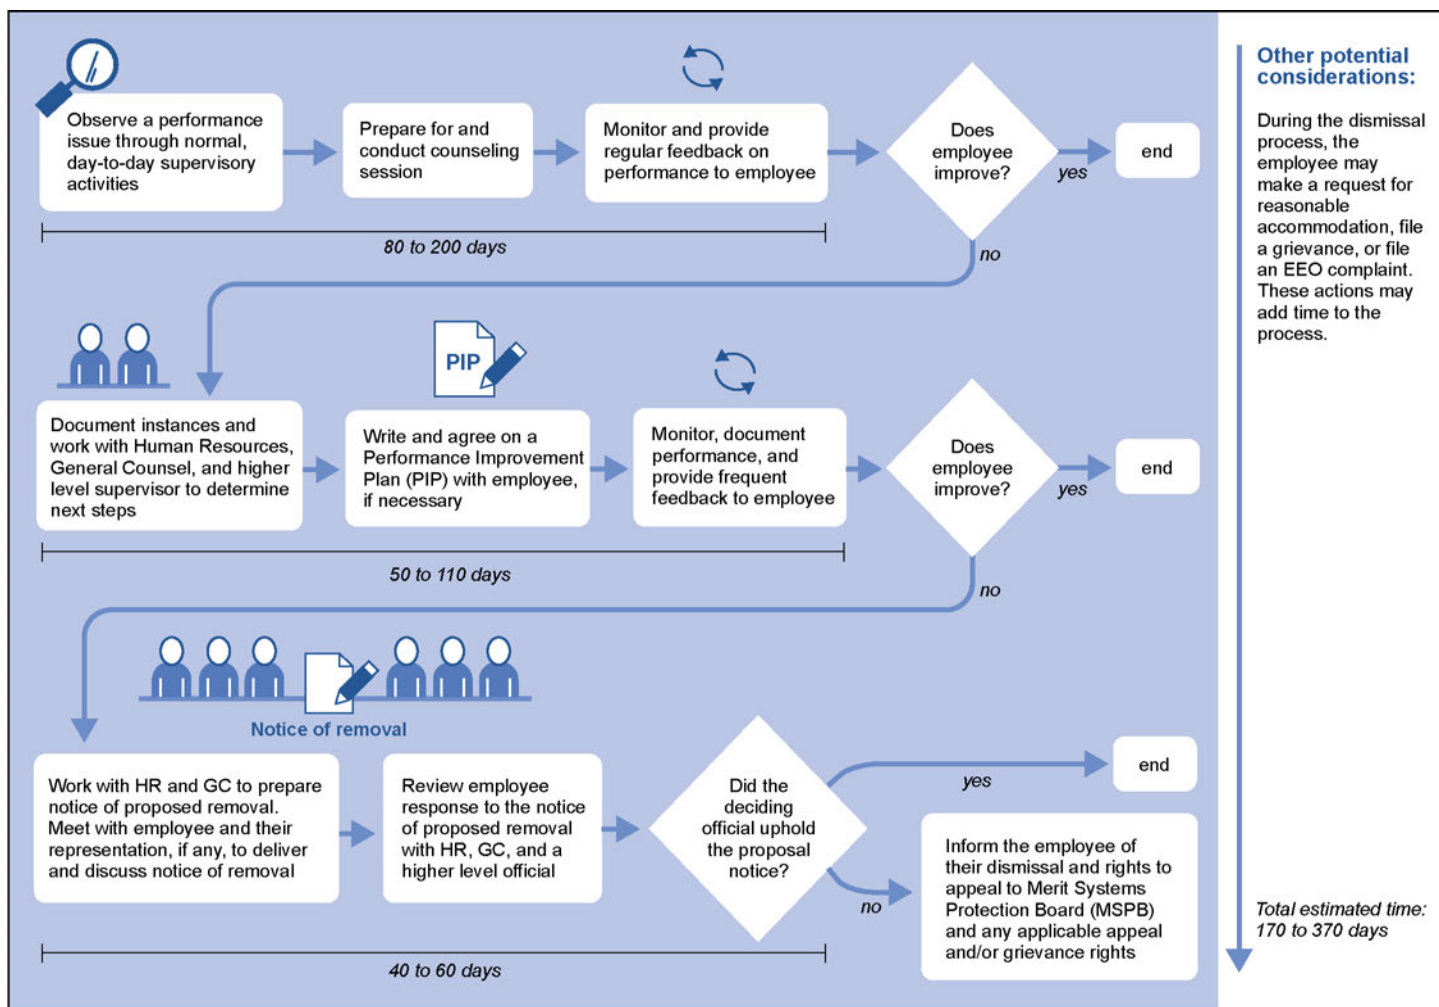 Observe a performance
issue through normal,
day-to-day supervisory
activities
Prepare for and
conduct counseling
session
Monitor and provide
regular feedback on
performance to employee
Does
employee
improve?
yes
end
no
80 to 200 days
Document instances and
work with Human Resources,
General Counsel, and higher
level supervisor to determine
next steps
PIP
Write and agree on a
Performance Improvement
Plan (PIP) with employee,
if necessary
Monitor, document
performance, and
provide frequent
feedback to employee
Does
employee
improve?
yes
end
no
50 to 110 days
Notice of removal
Work with HR and GC to prepare
notice of proposed removal.
Meet with employee and their
representation, if any, to deliver
and discuss notice of removal
Review employee
response to the notice
of proposed removal
with HR, GC, and a
higher level official
Did the
deciding
official uphold
the proposal
notice?
yes
end
no
Inform the employee of
their dismissal and rights to
appeal to Merit Systems
Protection Board (MSPB)
and any applicable appeal
and/or grievance rights
40 to 60 days
Other potential
considerations:
During the dismissal
process, the
employee may
make a request for
reasonable
accommodation, file
a grievance, or file
an EEO complaint.
These actions may
add time to the
process.
Total estimated time:
170 to 370 days